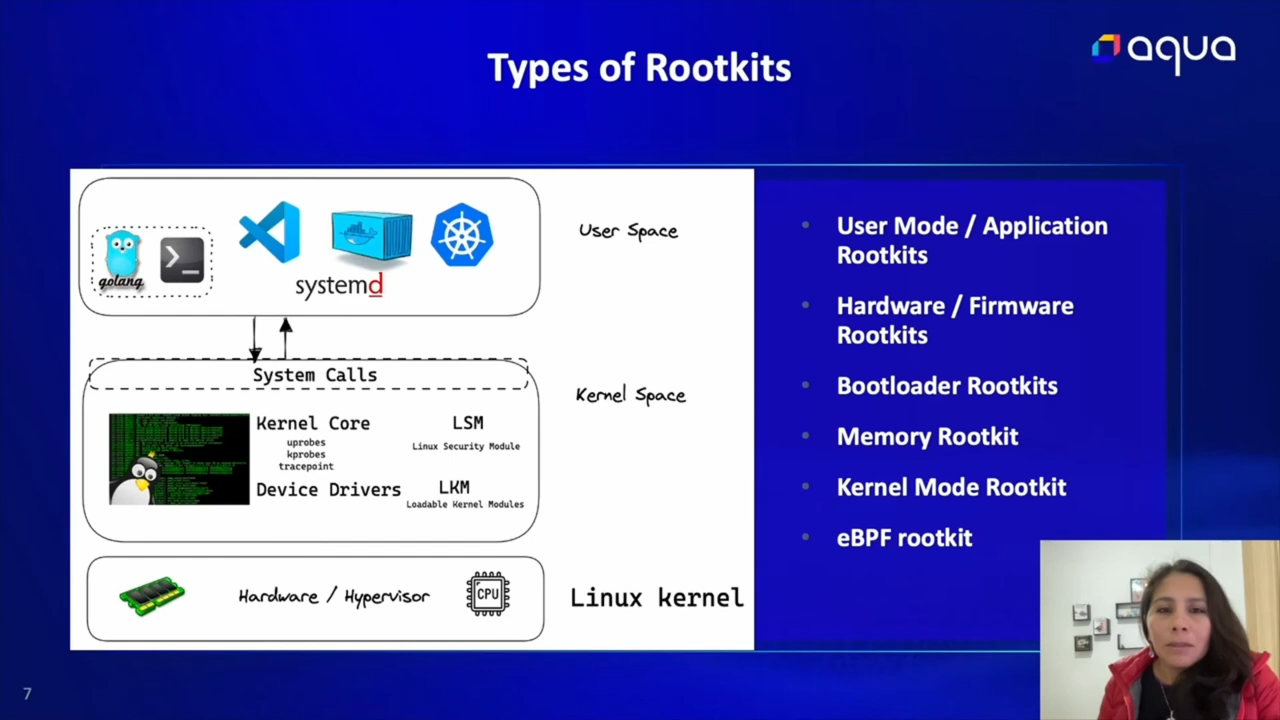 aqua
Types of Rootkits
golang
systemd
User Space
System Calls
Kernel Space
Kernel Core
uprobes
kprobes
tracepoint
LSM
Linux Security Module
Device Drivers
LKM
Loadable Kernel Modules
Hardware / Hypervisor
CPU
Linux kernel
User Mode / Application
Rootkits
Hardware / Firmware
Rootkits
Bootloader Rootkits
Memory Rootkit
Kernel Mode Rootkit
eBPF rootkit
7